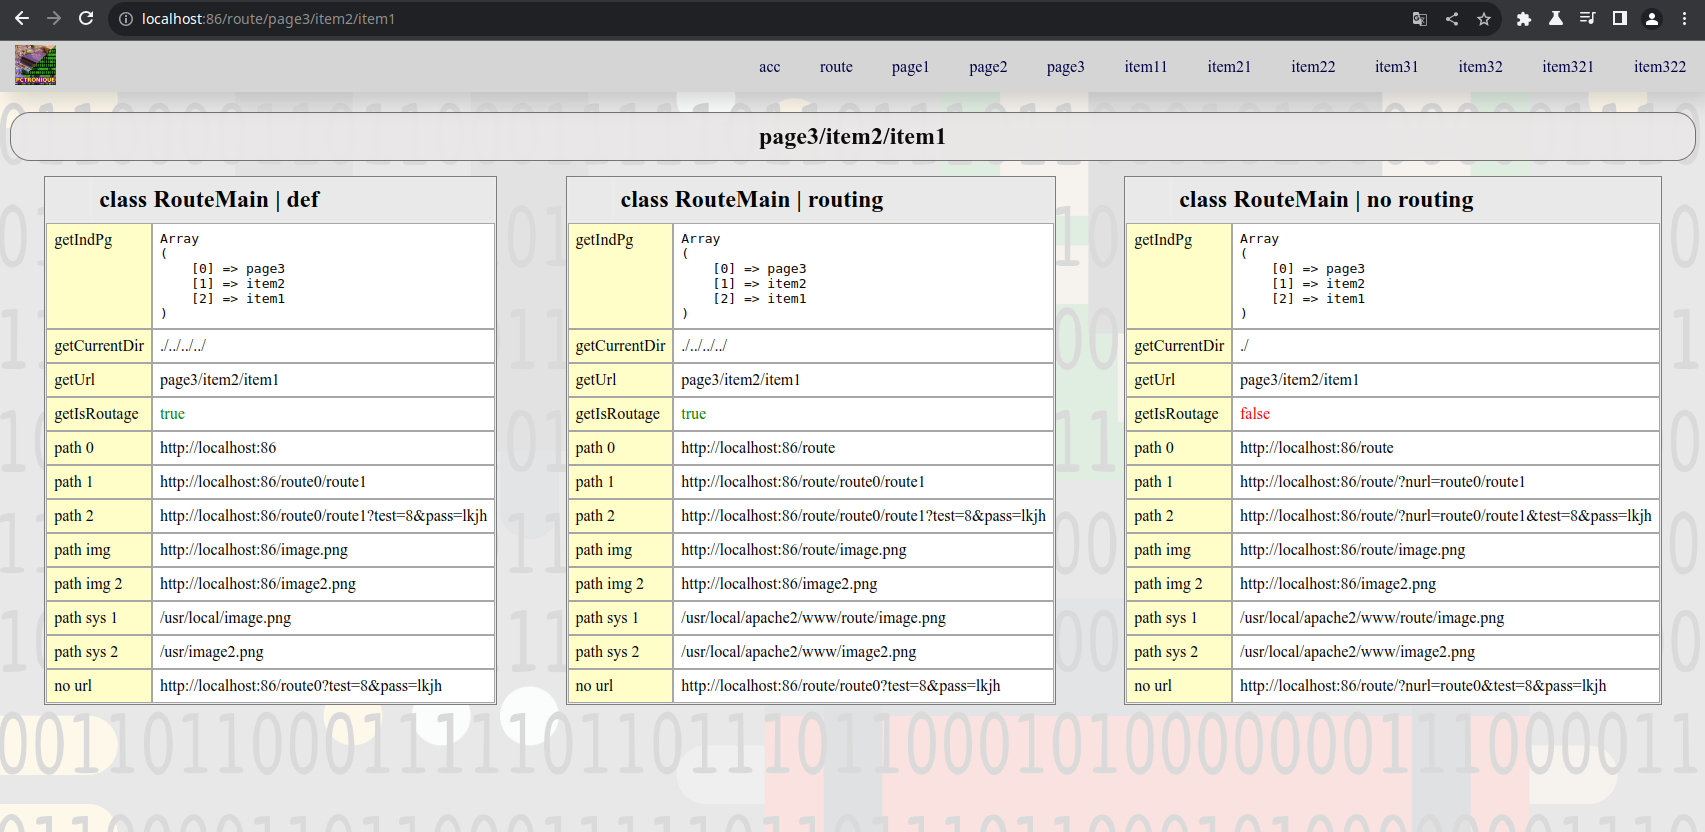 localhost:86/route/page3/item2/item1
PCTRONIQUE
acc route page1 page2 page3 item11 item21 item22 item31 item32 item321 item322
page3/item2/item1
class RouteMain | def
getIndPg
Array
(
[0] => page3
[1] => item2
[2] => item1
)
getCurrentDir ./../../../
getUrl page3/item2/item1
getIsRoutage true
path 0 http://localhost:86
path 1 http://localhost:86/route0/route1
path 2 http://localhost:86/route0/route1?test=8&pass=lkjh
path img http://localhost:86/image.png
path img 2 http://localhost:86/image2.png
path sys 1 /usr/local/image.png
path sys 2 /usr/image2.png
no url http://localhost:86/route0?test=8&pass=lkjh
class RouteMain | routing
getIndPg
Array
(
[0] => page3
[1] => item2
[2] => item1
)
getCurrentDir ./../../../
getUrl page3/item2/item1
getIsRoutage true
path 0 http://localhost:86/route
path 1 http://localhost:86/route/route0/route1
path 2 http://localhost:86/route/route0/route1?test=8&pass=lkjh
path img http://localhost:86/route/image.png
path img 2 http://localhost:86/image2.png
path sys 1 /usr/local/apache2/www/route/image.png
path sys 2 /usr/local/apache2/www/image2.png
no url http://localhost:86/route/route0?test=8&pass=lkjh
class RouteMain | no routing
getIndPg
Array
(
[0] => page3
[1] => item2
[2] => item1
)
getCurrentDir ./
getUrl page3/item2/item1
getIsRoutage false
path 0 http://localhost:86/route
path 1 http://localhost:86/route/?nurl=route0/route1
path 2 http://localhost:86/route/?nurl=route0/route1&test=8&pass=lkjh
path img http://localhost:86/route/image.png
path img 2 http://localhost:86/image2.png
path sys 1 /usr/local/apache2/www/route/image.png
path sys 2 /usr/local/apache2/www/image2.png
no url http://localhost:86/route/?nurl=route0&test=8&pass=lkjh